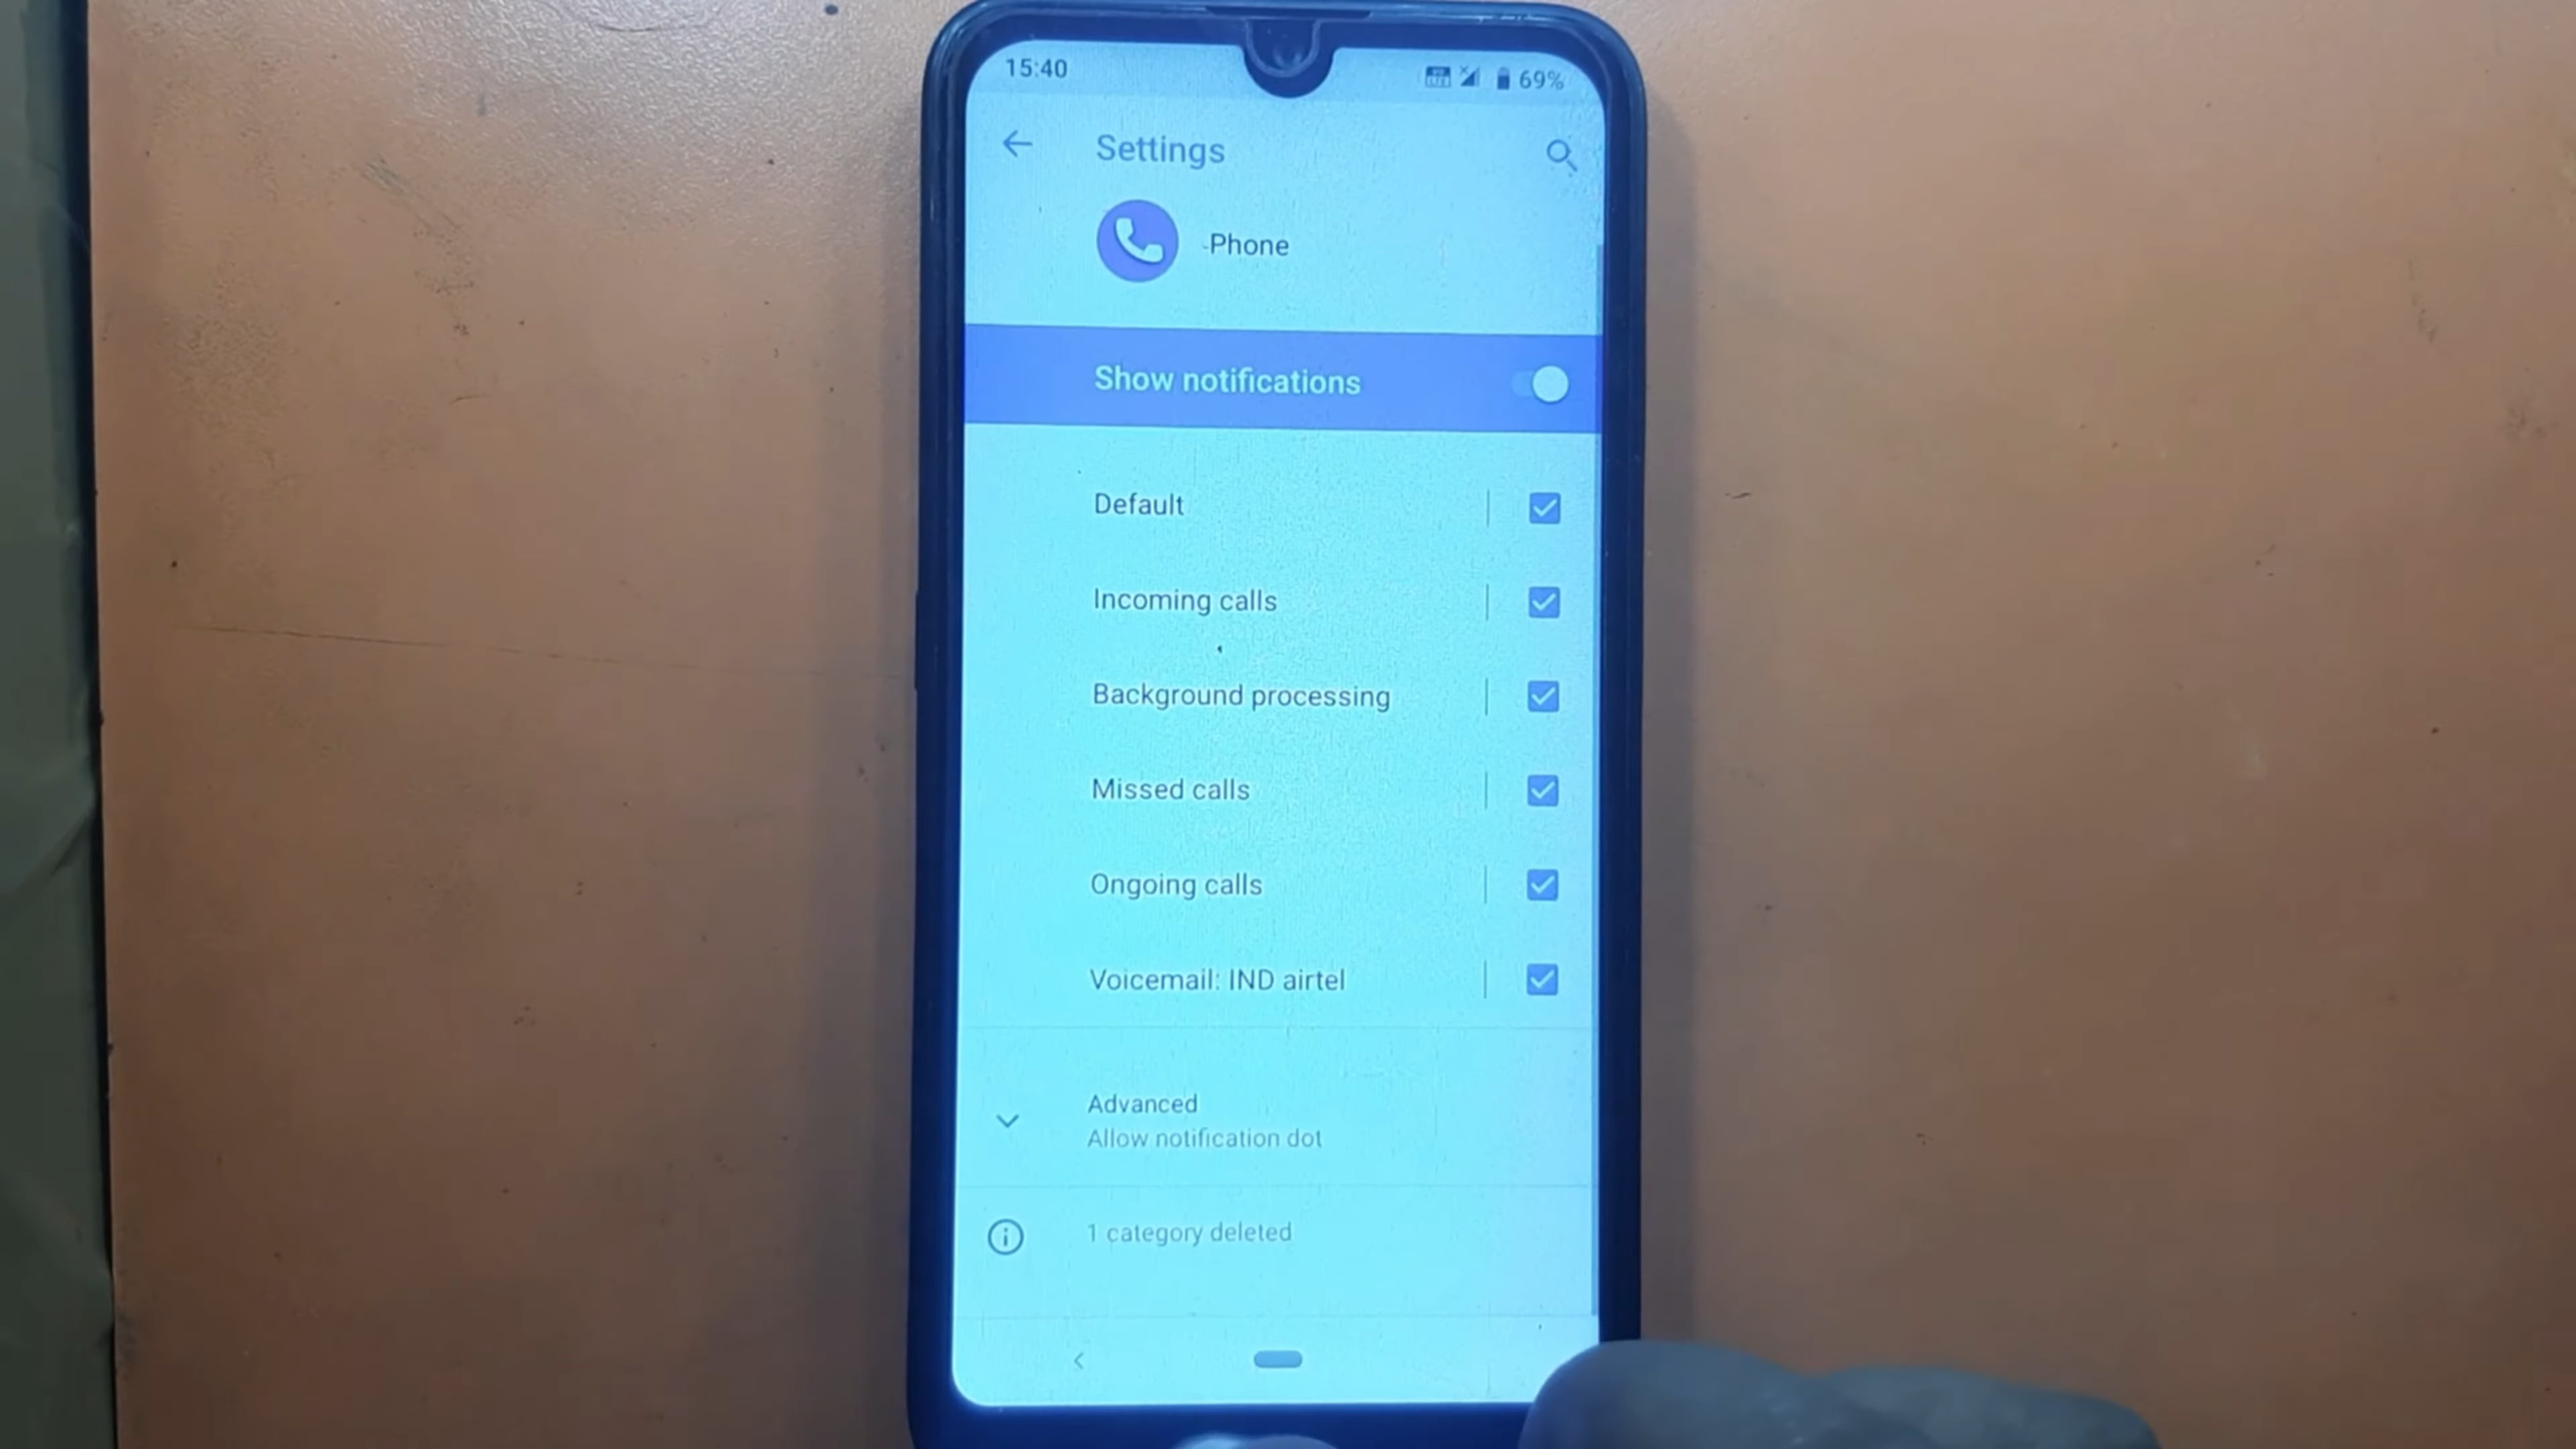 15:40
69%
Settings
Phone
Show notifications
Default
Incoming calls
Background processing
Missed calls
Ongoing calls
Voicemail: IND airtel
Advanced
Allow notification dot
1 category deleted